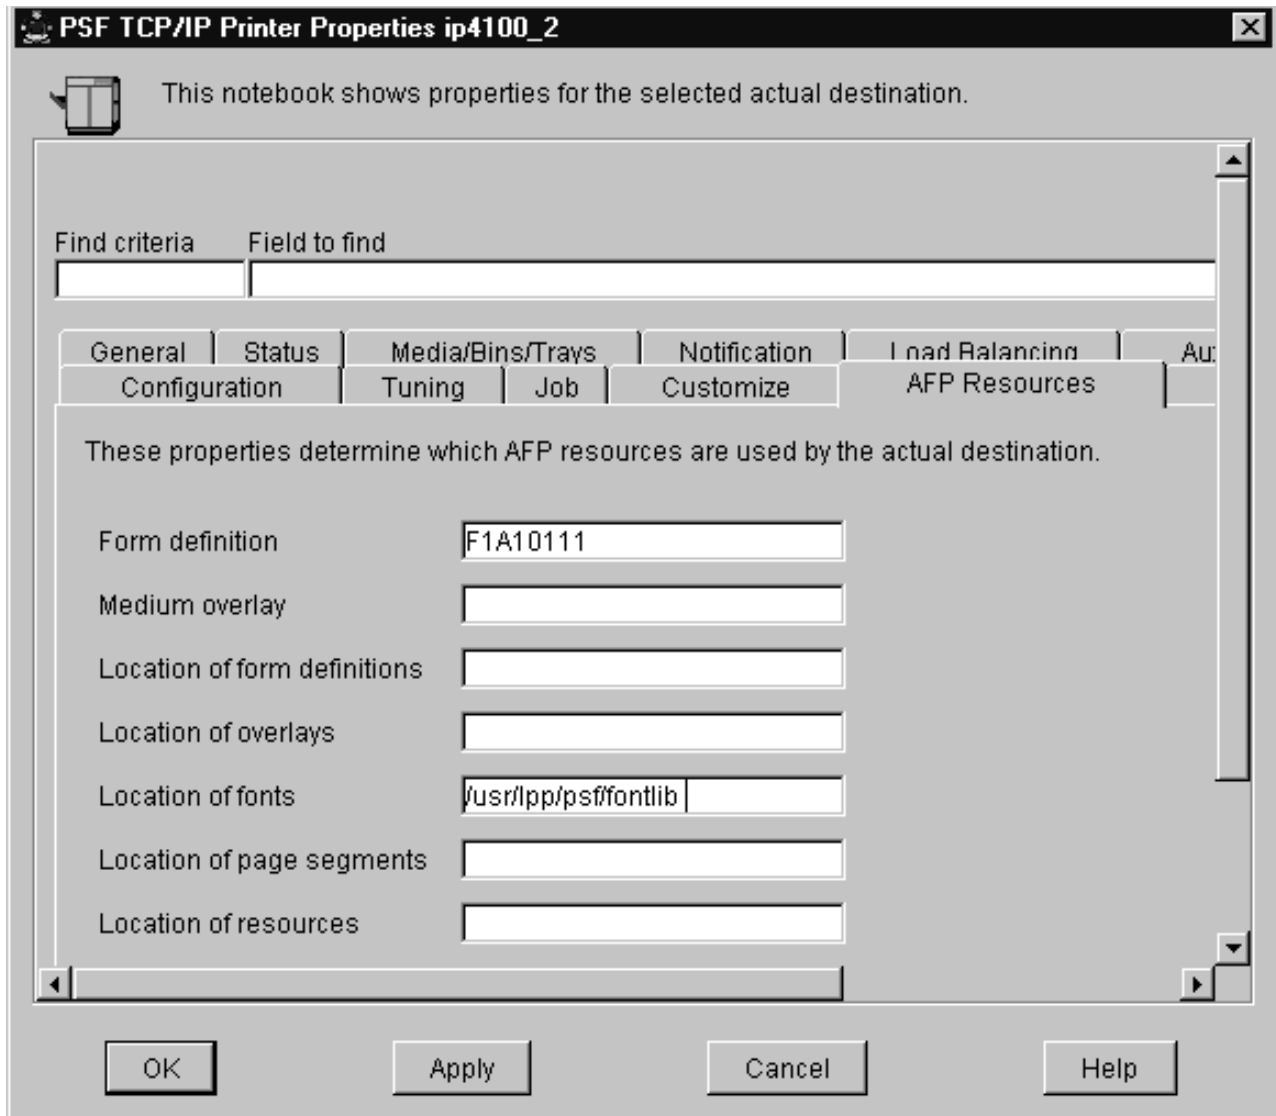 PSF TCP/IP Printer Properties ip4100_2
This notebook shows properties for the selected actual destination.
Find criteria Field to find
General Status Media/Bins/Trays Notification Load Balancing
Configuration Tuning Job Customize AFP Resources
These properties determine which AFP resources are used by the actual destination.
Form definition F1A10111
Medium overlay
Location of form definitions
Location of overlays
Location of fonts /usr/lpp/psf/fontlib
Location of page segments
Location of resources
OK Apply Cancel Help